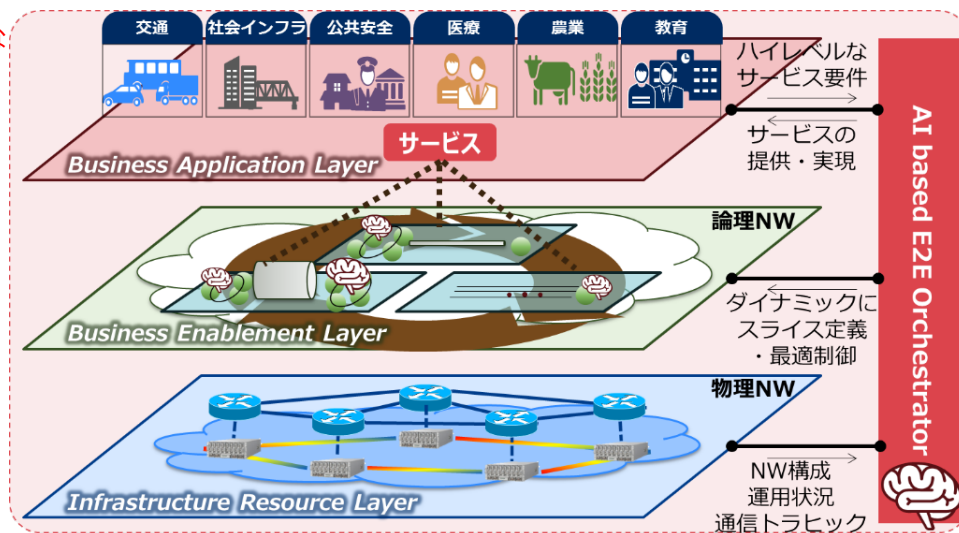 交通
社会インフラ
公共安全
医療
農業
教育
サービス
Business Application Layer
ハイレベルな
サービス要件
サービスの
提供・実現
論理NW
Business Enablement Layer
ダイナミックに
スライス定義
・最適制御
物理NW
Infrastructure Resource Layer
NW構成
運用状況
通信トラヒック
AI based E2E Orchestrator